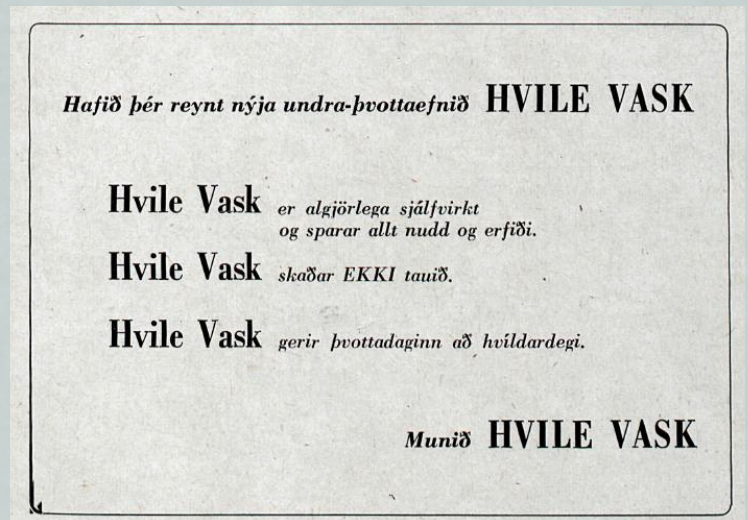 Hafið þér reynt nýja undra-þvottaefnið HVILE VASK
Hvile Vask er algjörlega sjálfvirkt
og sparar allt nudd og erfiði.
Hvile Vask skaðar EKKI tauið.
Hvile Vask gerir þvottadaginn að hvíldardegi.
Munið HVILE VASK